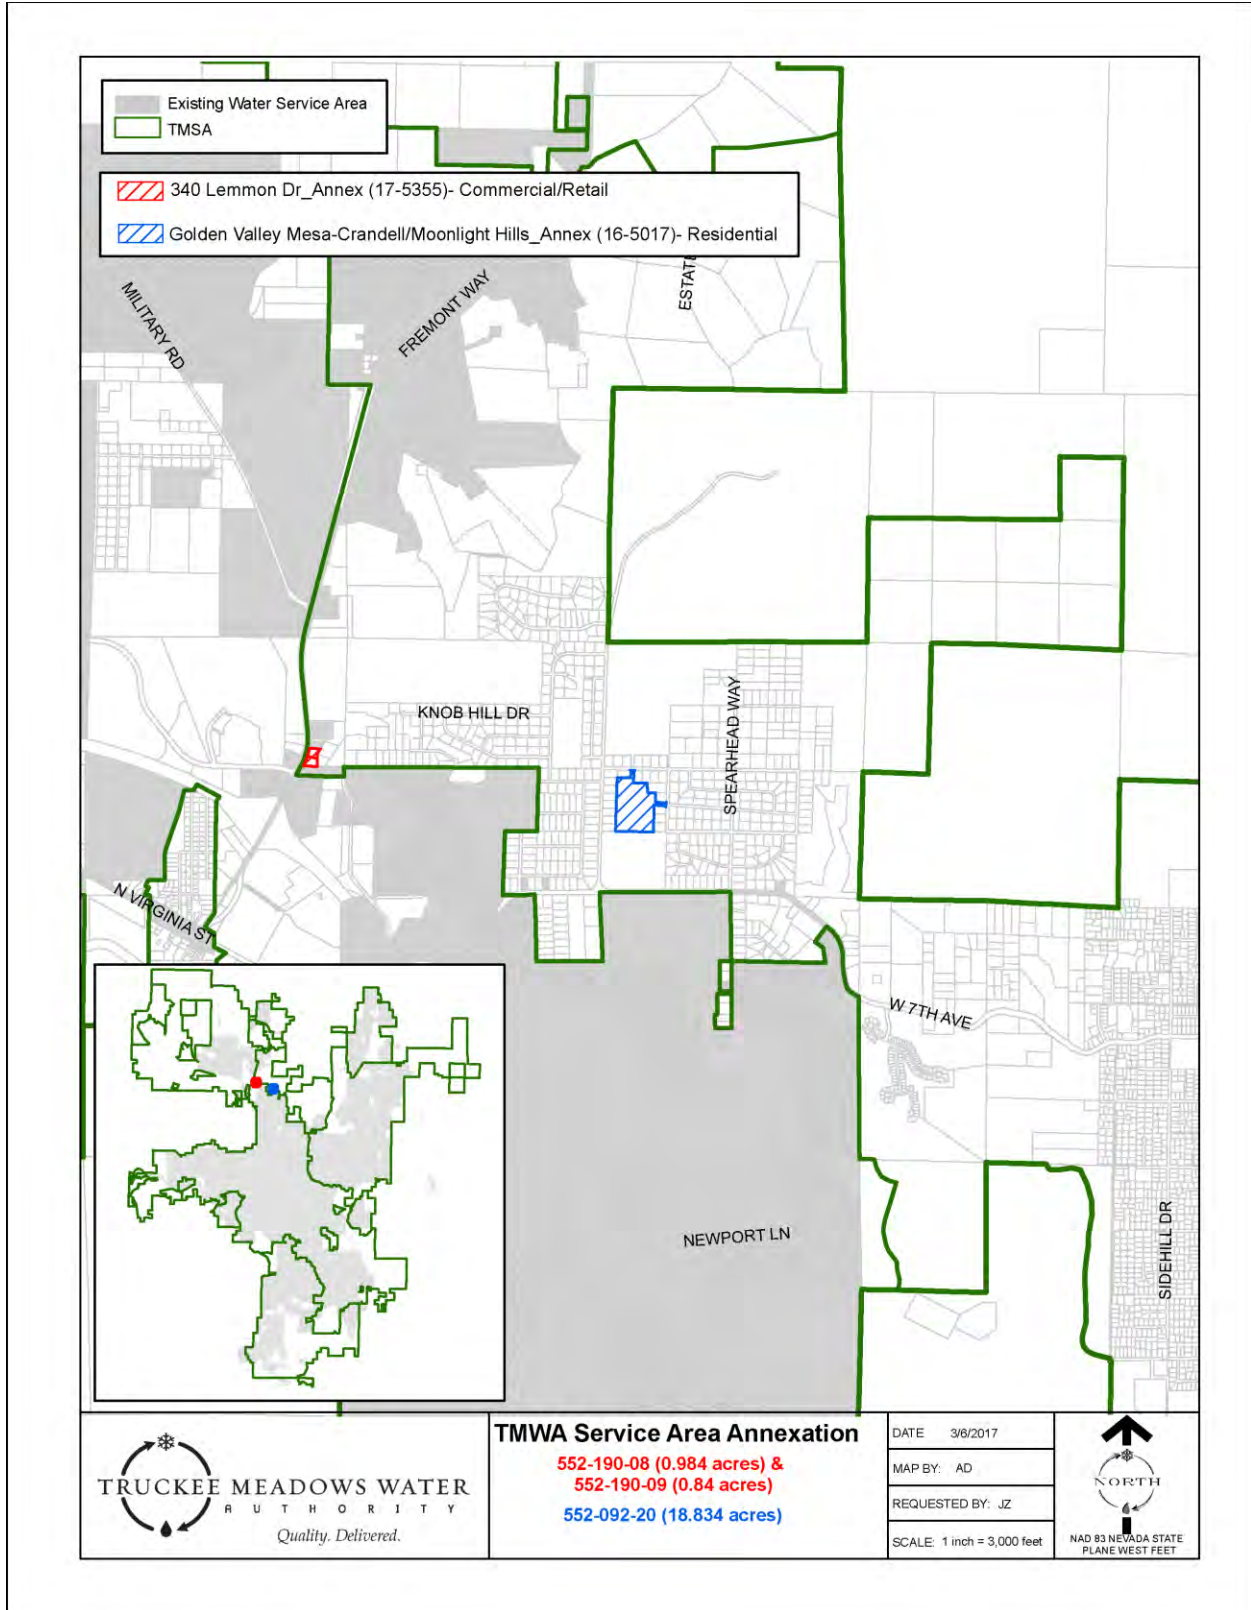 Existing Water Service Area
TMSA
340 Lemmon Dr_Annex (17-5355)- Commercial/Retail
Golden Valley Mesa-Crandell/Moonlight Hills_Annex (16-5017)- Residential
MILITARY RD
FREMONT WAY
ESTATE
KNOB HILL DR
SPEARHEAD WAY
N VIRGINIA ST
W 7TH AVE
NEWPORT LN
SIDEHILL DR
TRUCKEE MEADOWS WATER
AUTHORITY
Quality. Delivered.
TMWA Service Area Annexation
552-190-08 (0.984 acres) &
552-190-09 (0.84 acres)
552-092-20 (18.834 acres)
DATE 3/6/2017
MAP BY: AD
REQUESTED BY: JZ
SCALE: 1 inch = 3,000 feet
NORTH
NAD 83 NEVADA STATE
PLANE WEST FEET